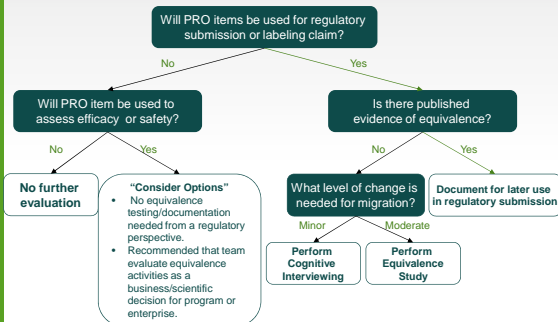 Will PRO items be used for regulatory
submission or labeling claim?
No
Yes
Will PRO item be used to
assess efficacy or safety?
Is there published
evidence of equivalence?
No
Yes
No
Yes
No further
evaluation
“Consider Options”
• No equivalence
testing/documentation
needed from a regulatory
perspective.
• Recommended that team
evaluate equivalence
activities as a
business/scientific
decision for program or
enterprise.
What level of change is
needed for migration?
Document for later use
in regulatory submission
Minor
Moderate
Perform
Cognitive
Interviewing
Perform
Equivalence
Study